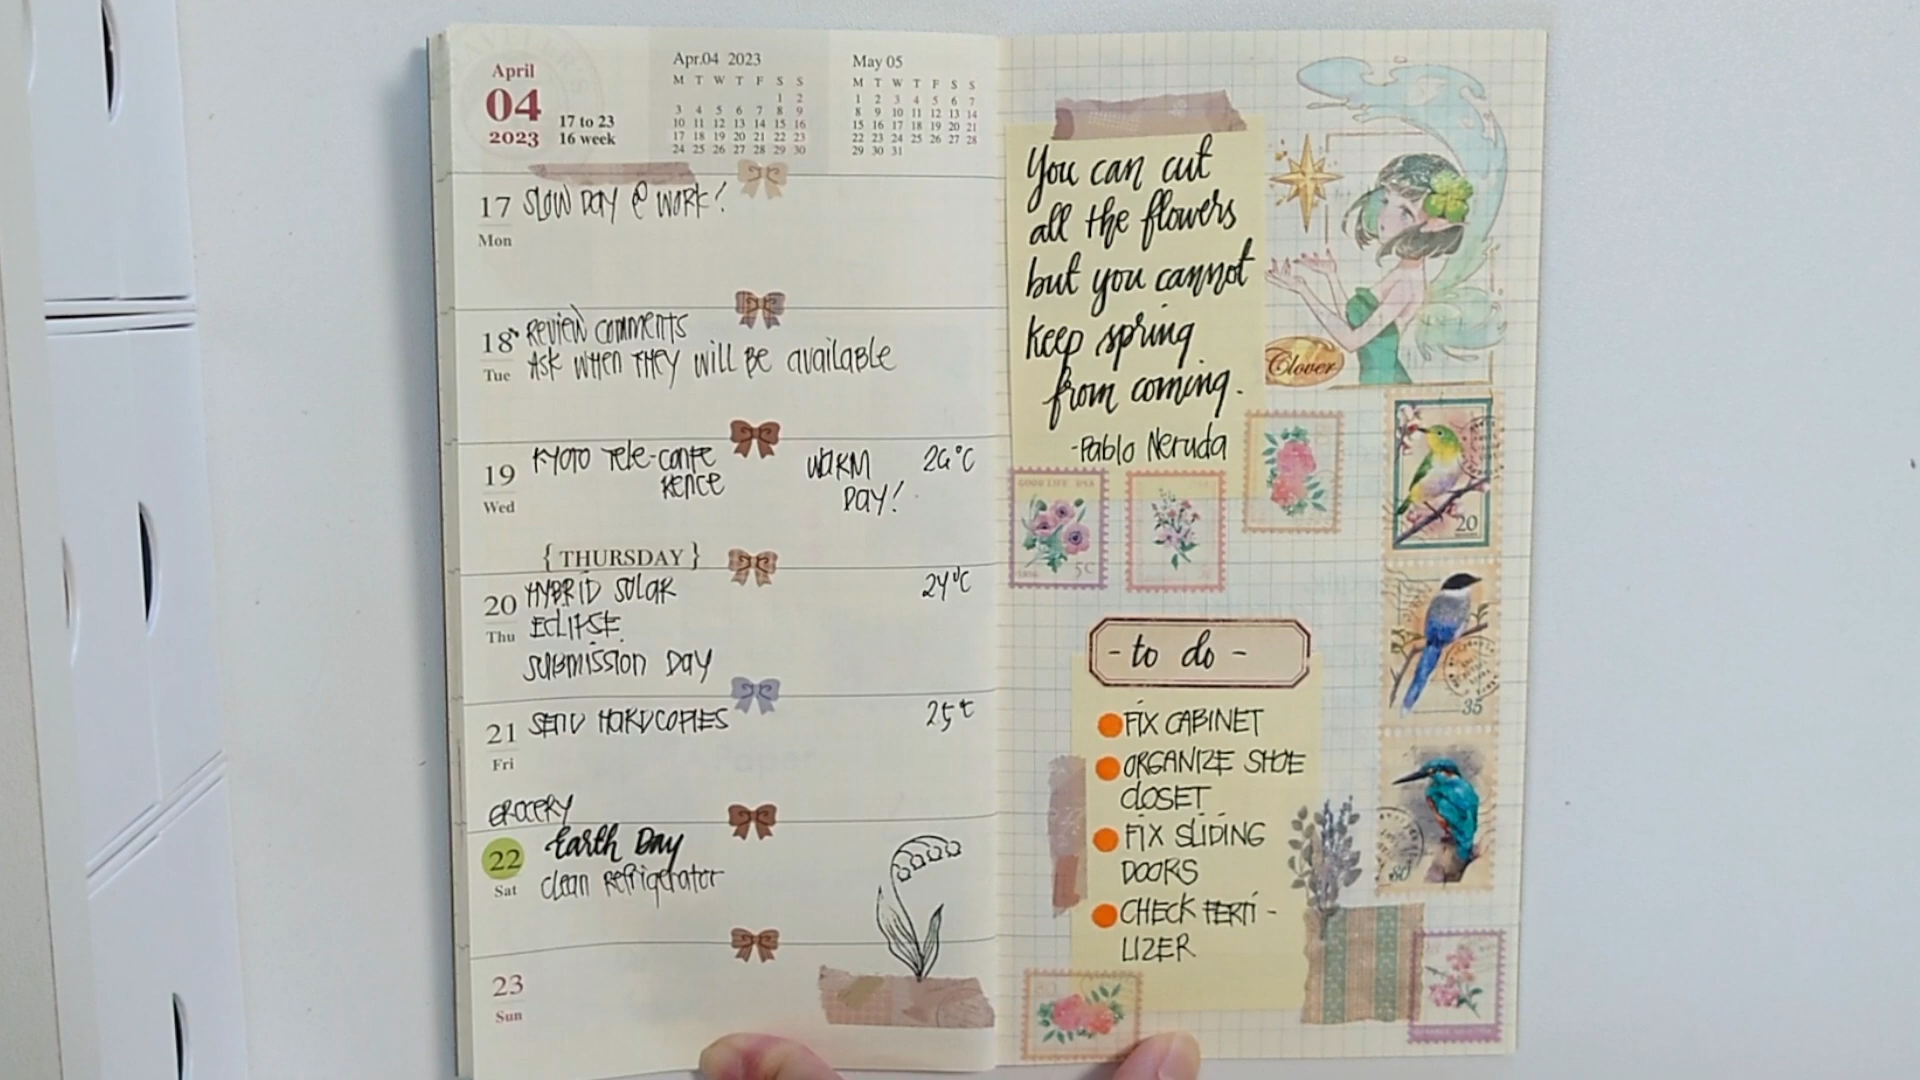 April
04
2023
17 to 23
16 week
Apr.04 2023
M T W T F S S
1 2
3 4 5 6 7 8 9
10 11 12 13 14 15 16
17 18 19 20 21 22 23
24 25 26 27 28 29 30
May 05
M T W T F S S
1 2 3 4 5 6 7
8 9 10 11 12 13 14
15 16 17 18 19 20 21
22 23 24 25 26 27 28
29 30 31
17 SLOW DAY @ WORK!
Mon
18 Review comments
Tue ASK WHEN THEY will BE available
19 KYOTO Tele-confe
RENCE
WARM
DAY!
26°C
Wed
{ THURSDAY }
20 HYBRID SOLAR
24°C
Thu ECLIPSE
SUBMISSION DAY
21 SEND HARDCOPIES
25°C
Fri
GROCERY
22 Earth Day
Sat clean Refrigerator
23
Sun
You can cut
all the flowers
but you cannot
keep spring
from coming.
-Pablo Neruda
Clover
GOOD LIFE USA
5c
20
35
80
- to do -
FIX CABINET
ORGANIZE SHOE
CLOSET
FIX SLIDING
DOORS
CHECK FERTI-
LIZER